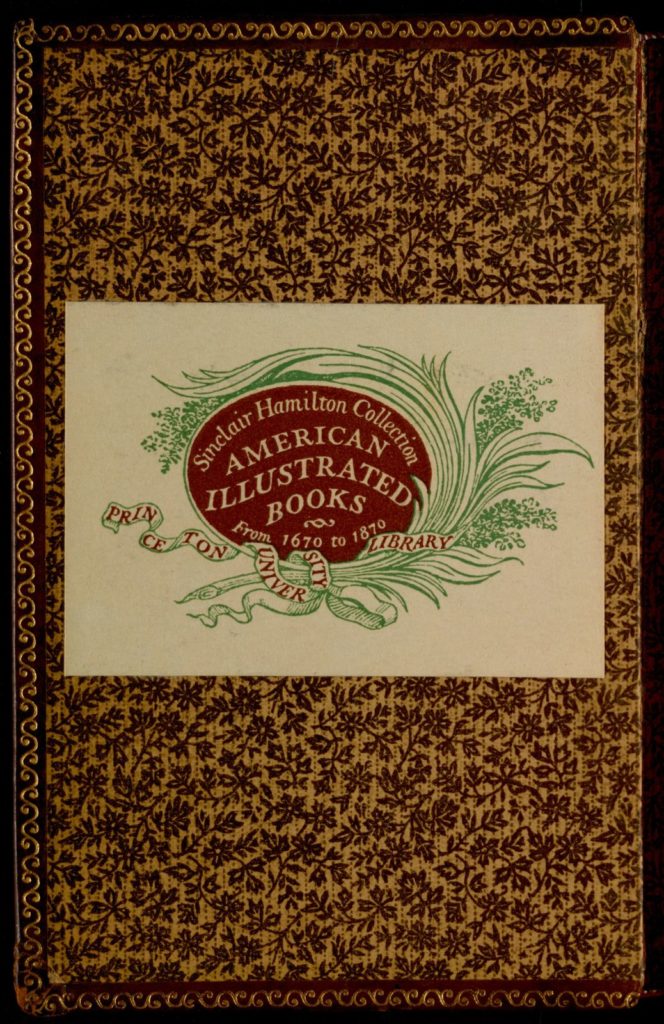 Sinclair Hamilton Collection
AMERICAN
ILLUSTRATED
BOOKS
From 1670 to 1870
PRINCETON
UNIVERSITY
LIBRARY